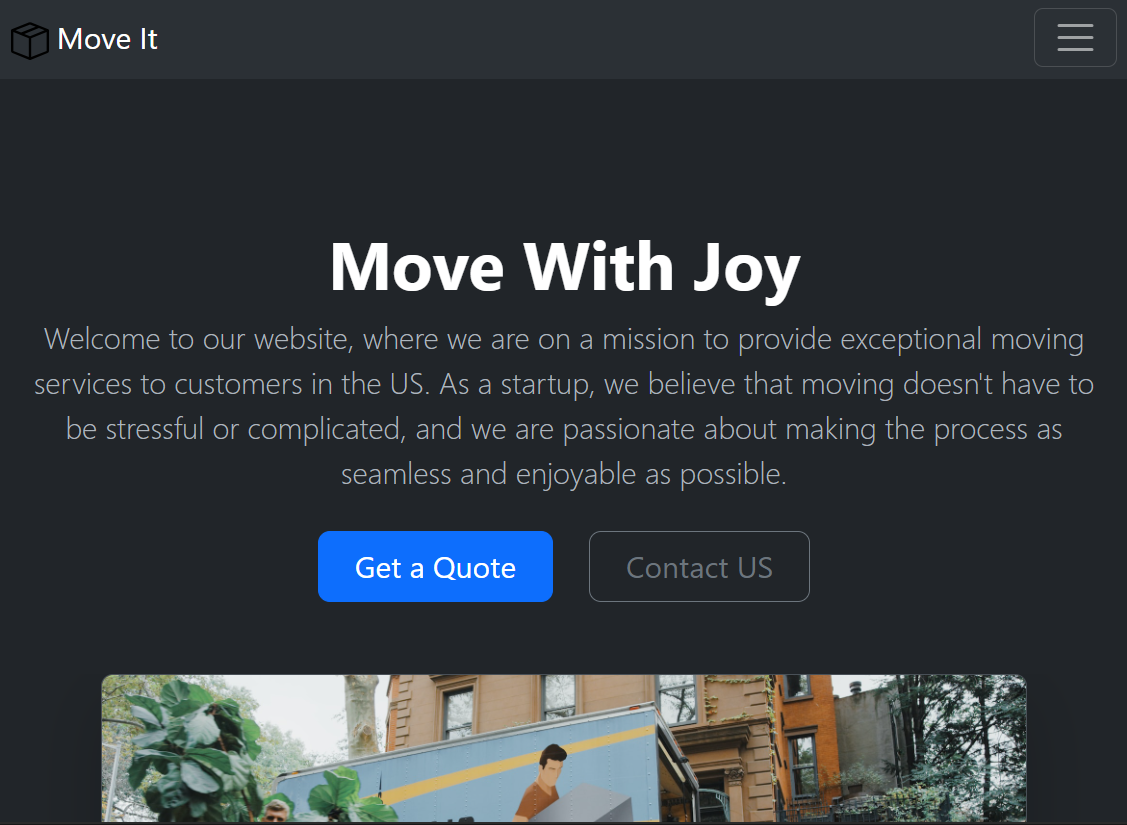 Move It
Move With Joy
Welcome to our website, where we are on a mission to provide exceptional moving
services to customers in the US. As a startup, we believe that moving doesn't have to
be stressful or complicated, and we are passionate about making the process as
seamless and enjoyable as possible.
Get a Quote
Contact US